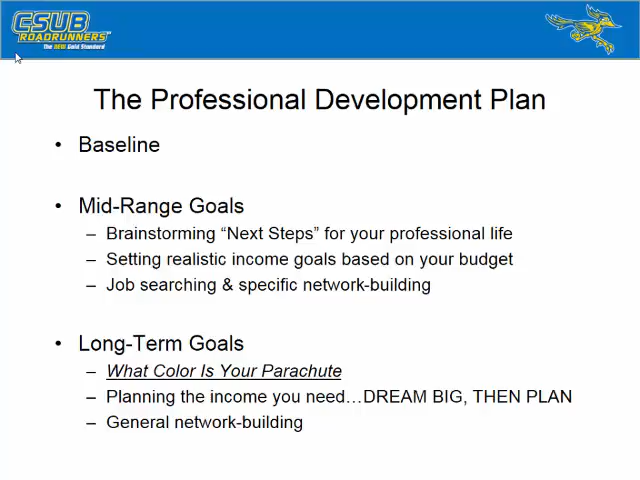 CSUB
ROADRUNNERS
The NEW Gold Standard
The Professional Development Plan
• Baseline
• Mid-Range Goals
– Brainstorming “Next Steps” for your professional life
– Setting realistic income goals based on your budget
– Job searching & specific network-building
• Long-Term Goals
– What Color Is Your Parachute
– Planning the income you need…DREAM BIG, THEN PLAN
– General network-building